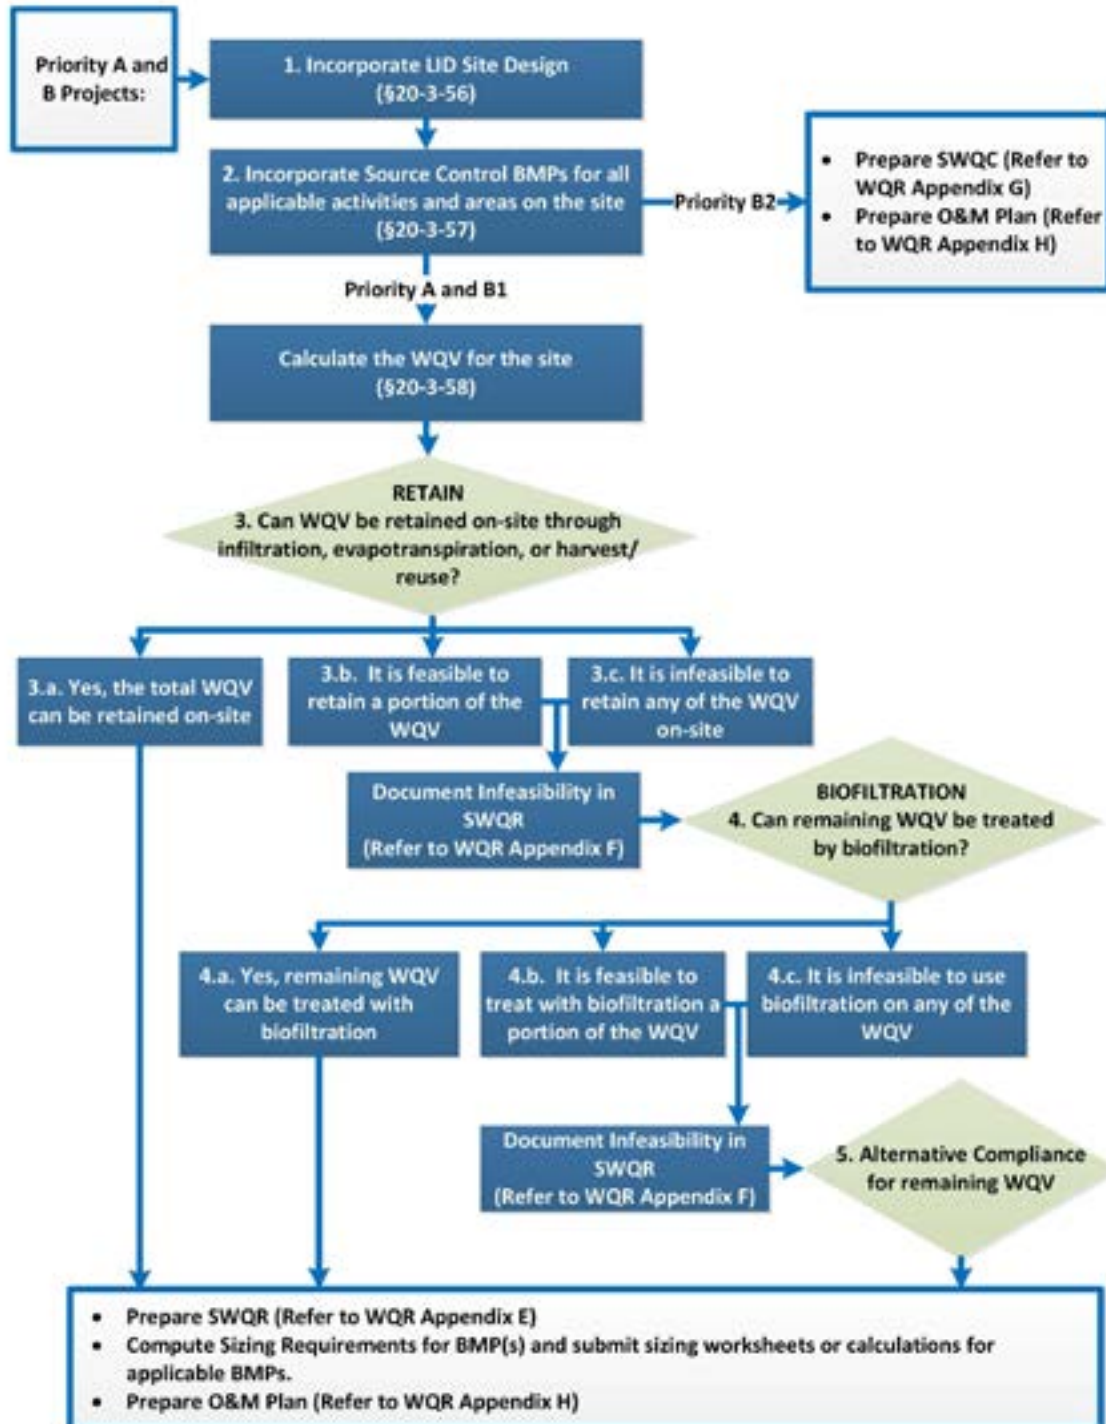 Priority A and
B Projects:
1. Incorporate LID Site Design
(§20-3-56)
2. Incorporate Source Control BMPs for all
applicable activities and areas on the site
(§20-3-57)
Priority B2
• Prepare SWQC (Refer to
WQR Appendix G)
• Prepare O&M Plan (Refer
to WQR Appendix H)
Priority A and B1
Calculate the WQV for the site
(§20-3-58)
RETAIN
3. Can WQV be retained on-site through
infiltration, evapotranspiration, or harvest/
reuse?
3.a. Yes, the total WQV
can be retained on-site
3.b. It is feasible to
retain a portion of the
WQV
3.c. It is infeasible to
retain any of the WQV
on-site
Document Infeasibility in
SWQR
(Refer to WQR Appendix F)
BIOFILTRATION
4. Can remaining WQV be treated
by biofiltration?
4.a. Yes, remaining WQV
can be treated with
biofiltration
4.b. It is feasible to
treat with biofiltration a
portion of the WQV
4.c. It is infeasible to use
biofiltration on any of the
WQV
Document Infeasibility in
SWQR
(Refer to WQR Appendix F)
5. Alternative Compliance
for remaining WQV
• Prepare SWQR (Refer to WQR Appendix E)
• Compute Sizing Requirements for BMP(s) and submit sizing worksheets or calculations for
applicable BMPs.
• Prepare O&M Plan (Refer to WQR Appendix H)